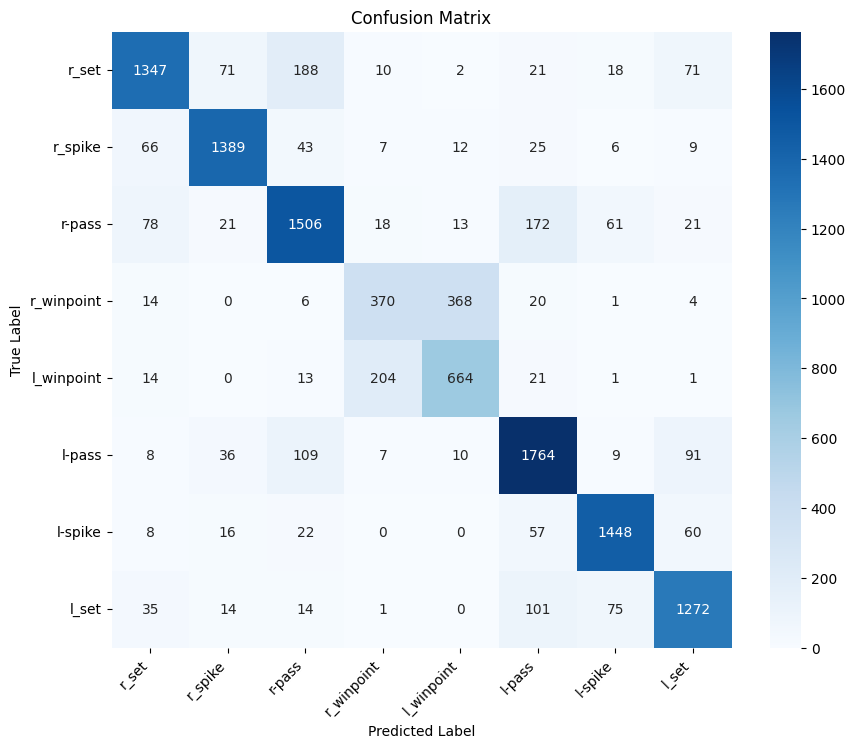 Confusion Matrix
r_set 1347 71 188 10 2 21 18 71
r_spike 66 1389 43 7 12 25 6 9
r-pass 78 21 1506 18 13 172 61 21
r_winpoint 14 0 6 370 368 20 1 4
l_winpoint 14 0 13 204 664 21 1 1
l-pass 8 36 109 7 10 1764 9 91
l-spike 8 16 22 0 0 57 1448 60
l_set 35 14 14 1 0 101 75 1272
r_set r_spike r-pass r_winpoint l_winpoint l-pass l-spike l_set
Predicted Label
True Label
1600
1400
1200
1000
800
600
400
200
0